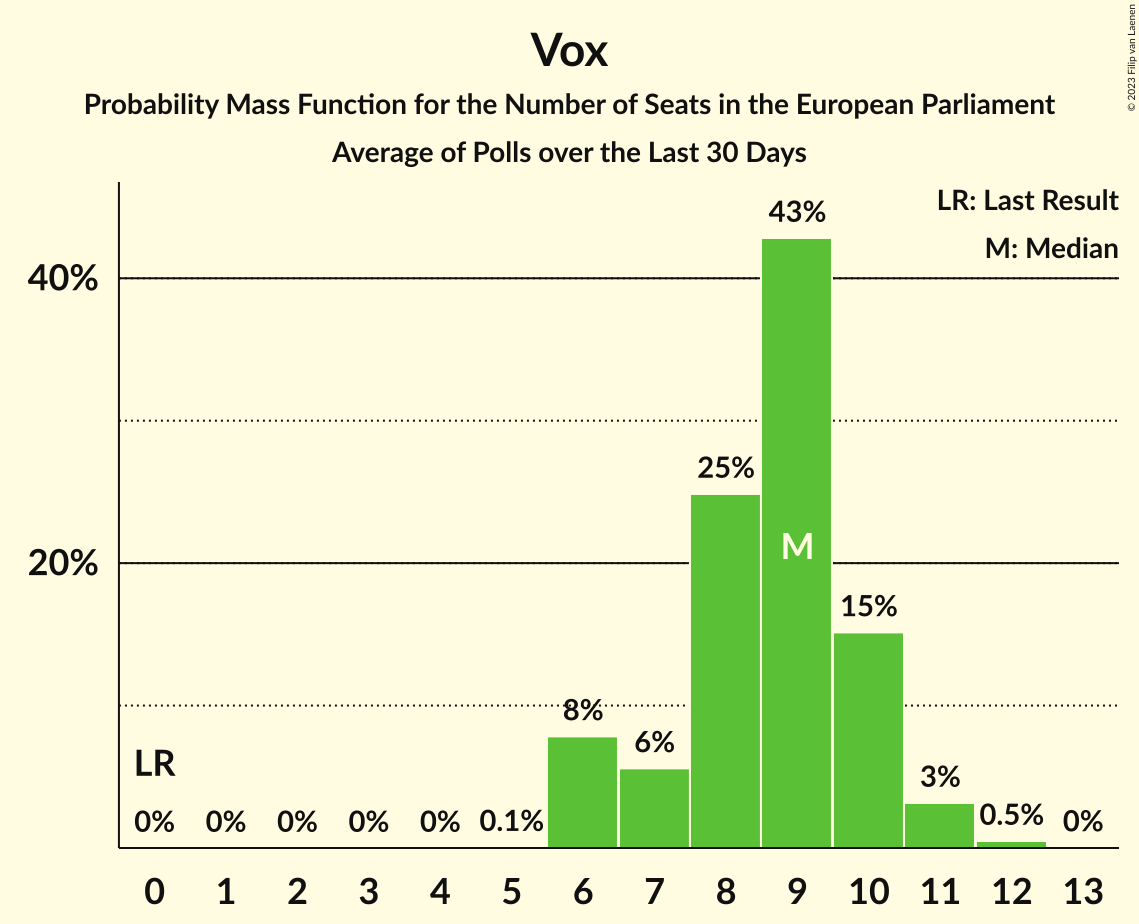 Vox
Probability Mass Function for the Number of Seats in the European Parliament
Average of Polls over the Last 30 Days
© 2023 Filip van Laenen
LR: Last Result
M: Median
43%
40%
25%
M
20%
15%
8%
6%
LR
3%
0% 0% 0% 0% 0% 0.1% 0.5% 0%
0 1 2 3 4 5 6 7 8 9 10 11 12 13